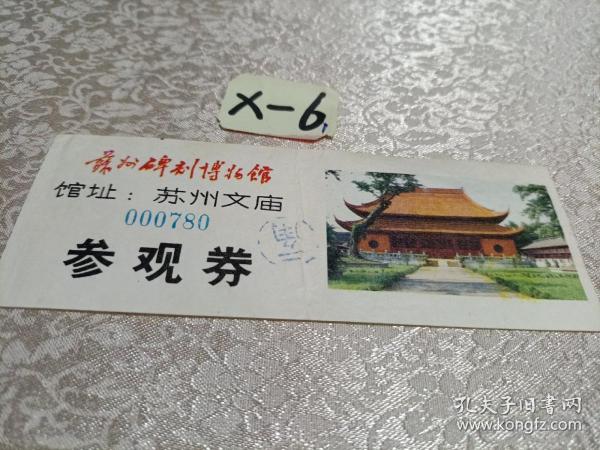 X-6
蘇州碑刻博物馆
馆址：苏州文庙
000780
参观券
孔夫子旧书网
www.kongfz.com